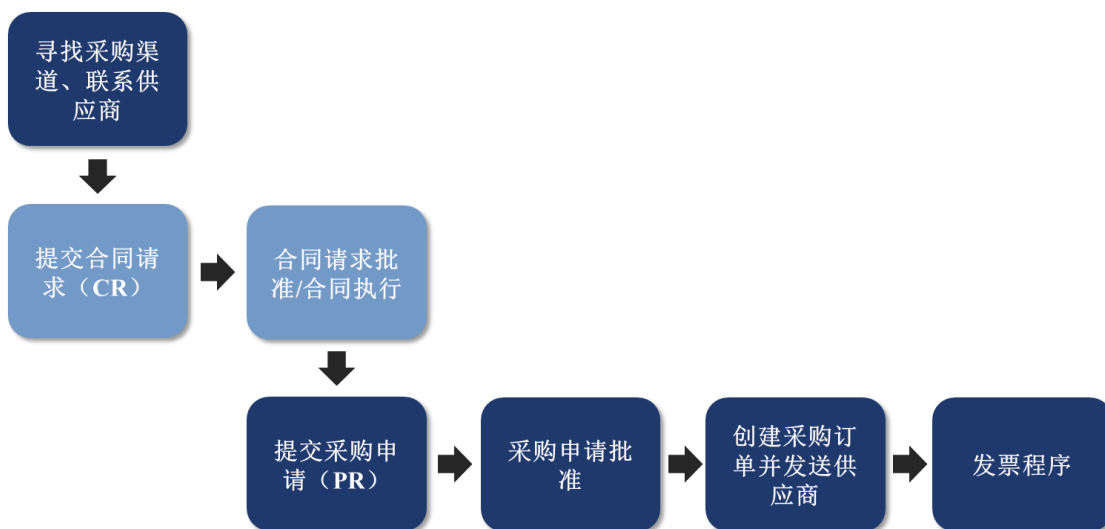 寻找采购渠
道、联系供
应商
提交合同请
求（CR）
合同请求批
准/合同执行
提交采购申
请（PR）
采购申请批
准
创建采购订
单并发送供
应商
发票程序